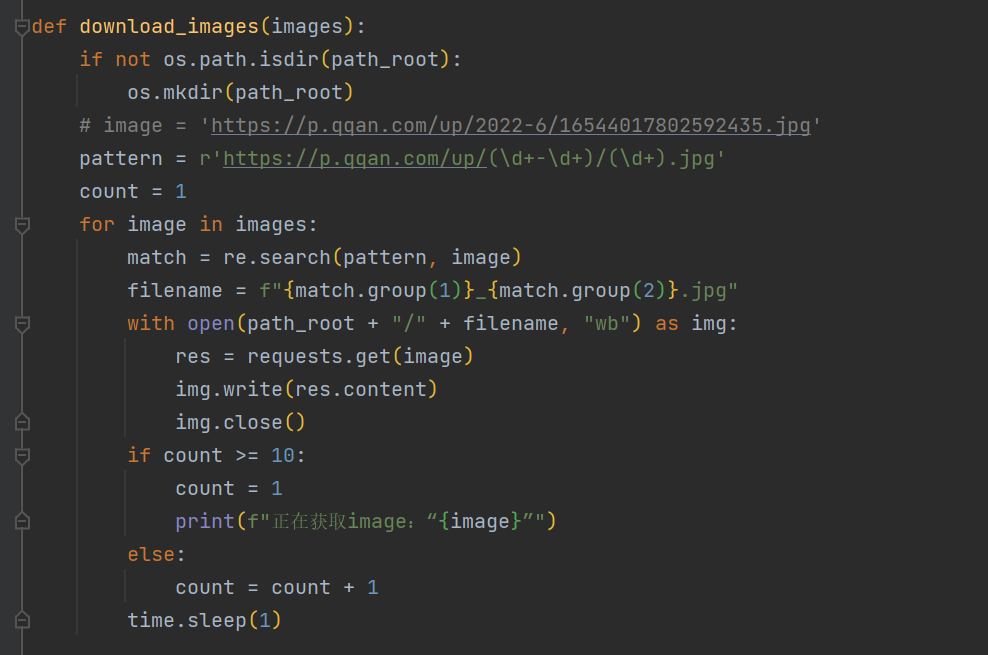 def download_images(images):
    if not os.path.isdir(path_root):
        os.mkdir(path_root)
    # image = 'https://p.qqan.com/up/2022-6/16544017802592435.jpg'
    pattern = r'https://p.qqan.com/up/(\d+-\d+)/(\d+).jpg'
    count = 1
    for image in images:
        match = re.search(pattern, image)
        filename = f"{match.group(1)}_{match.group(2)}.jpg"
        with open(path_root + "/" + filename, "wb") as img:
            res = requests.get(image)
            img.write(res.content)
            img.close()
        if count >= 10:
            count = 1
            print(f"正在获取image：“{image}”")
        else:
            count = count + 1
        time.sleep(1)